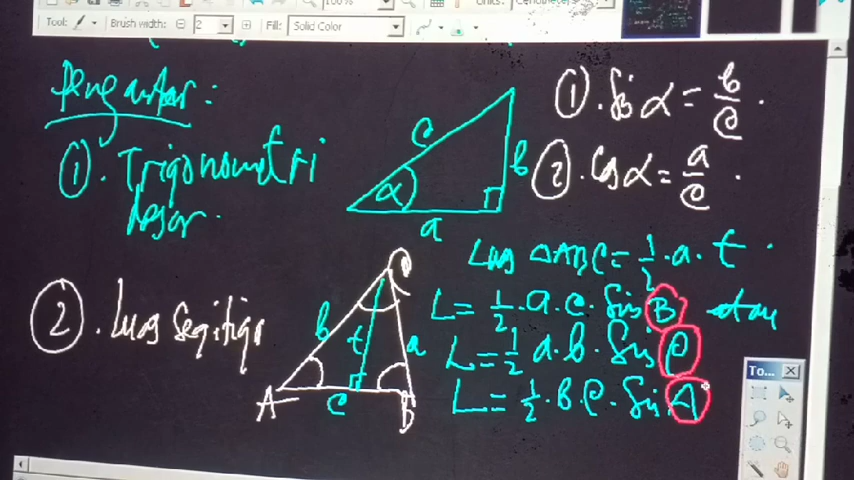 Tool: Brush width: 2 Fill: Solid Color
Pengantar :
① . Trigonometri
Dasar .
c
b
α
a
① . Sin α = b/c .
② . Cos α = a/c .
② . Luas Segitiga
C
b
t
a
A
c
B
Luas △ABC = 1/2 . a . t .
L = 1/2 . a . c . Sin B atau
L = 1/2 a . b . Sin C
L = 1/2 . B . C . Sin A
To...